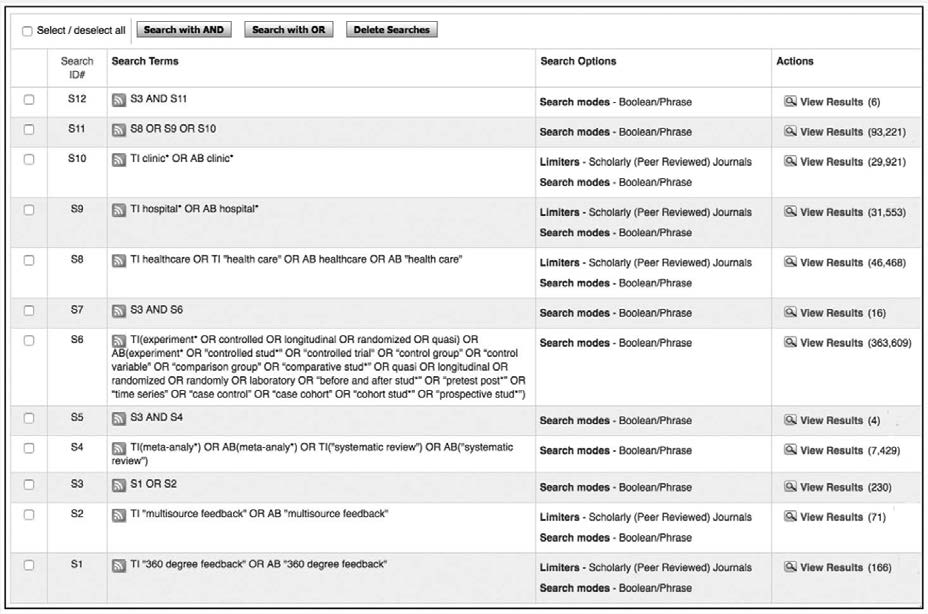 Select / deselect all Search with AND Search with OR Delete Searches
Search ID# Search Terms Search Options Actions
S12 S3 AND S11 Search modes - Boolean/Phrase View Results (6)
S11 S8 OR S9 OR S10 Search modes - Boolean/Phrase View Results (93,221)
S10 TI clinic* OR AB clinic* Limiters - Scholarly (Peer Reviewed) Journals View Results (29,921)
Search modes - Boolean/Phrase
S9 TI hospital* OR AB hospital* Limiters - Scholarly (Peer Reviewed) Journals View Results (31,553)
Search modes - Boolean/Phrase
S8 TI healthcare OR TI "health care" OR AB healthcare OR AB "health care" Limiters - Scholarly (Peer Reviewed) Journals View Results (46,468)
Search modes - Boolean/Phrase
S7 S3 AND S6 Search modes - Boolean/Phrase View Results (16)
S6 TI(experiment* OR controlled OR longitudinal OR randomized OR quasi) OR Search modes - Boolean/Phrase View Results (363,609)
AB(experiment* OR "controlled stud*" OR "controlled trial" OR "control group" OR "control
variable" OR "comparison group" OR "comparative stud*" OR quasi OR longitudinal OR
randomized OR randomly OR laboratory OR "before and after stud*" OR "pretest post*" OR
"time series" OR "case control" OR "case cohort" OR "cohort stud*" OR "prospective stud*")
S5 S3 AND S4 Search modes - Boolean/Phrase View Results (4)
S4 TI(meta-analy*) OR AB(meta-analy*) OR TI("systematic review") OR AB("systematic Search modes - Boolean/Phrase View Results (7,429)
review")
S3 S1 OR S2 Search modes - Boolean/Phrase View Results (230)
S2 TI "multisource feedback" OR AB "multisource feedback" Limiters - Scholarly (Peer Reviewed) Journals View Results (71)
Search modes - Boolean/Phrase
S1 TI "360 degree feedback" OR AB "360 degree feedback" Limiters - Scholarly (Peer Reviewed) Journals View Results (166)
Search modes - Boolean/Phrase